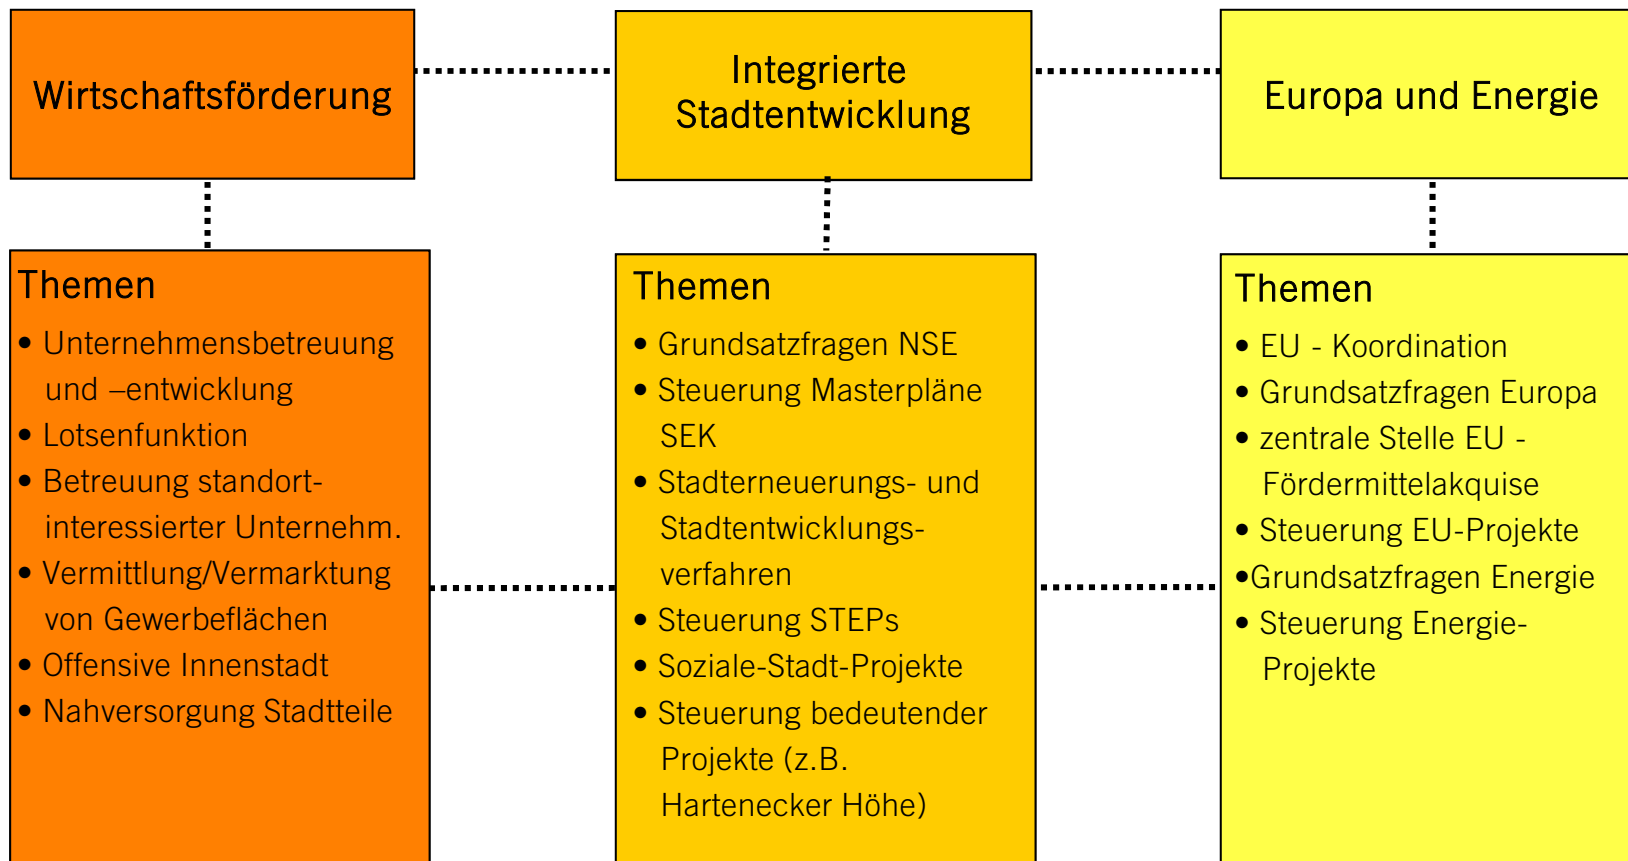 Wirtschaftsförderung
Integrierte
Stadtentwicklung
Europa und Energie
Themen
• Unternehmensbetreuung
und –entwicklung
• Lotsenfunktion
• Betreuung standort-
interessierter Unternehm.
• Vermittlung/Vermarktung
von Gewerbeflächen
• Offensive Innenstadt
• Nahversorgung Stadtteile
Themen
• Grundsatzfragen NSE
• Steuerung Masterpläne
SEK
• Stadterneuerungs- und
Stadtentwicklungs-
verfahren
• Steuerung STEPs
• Soziale-Stadt-Projekte
• Steuerung bedeutender
Projekte (z.B.
Hartenecker Höhe)
Themen
• EU - Koordination
• Grundsatzfragen Europa
• zentrale Stelle EU -
Fördermittelakquise
• Steuerung EU-Projekte
•Grundsatzfragen Energie
• Steuerung Energie-
Projekte